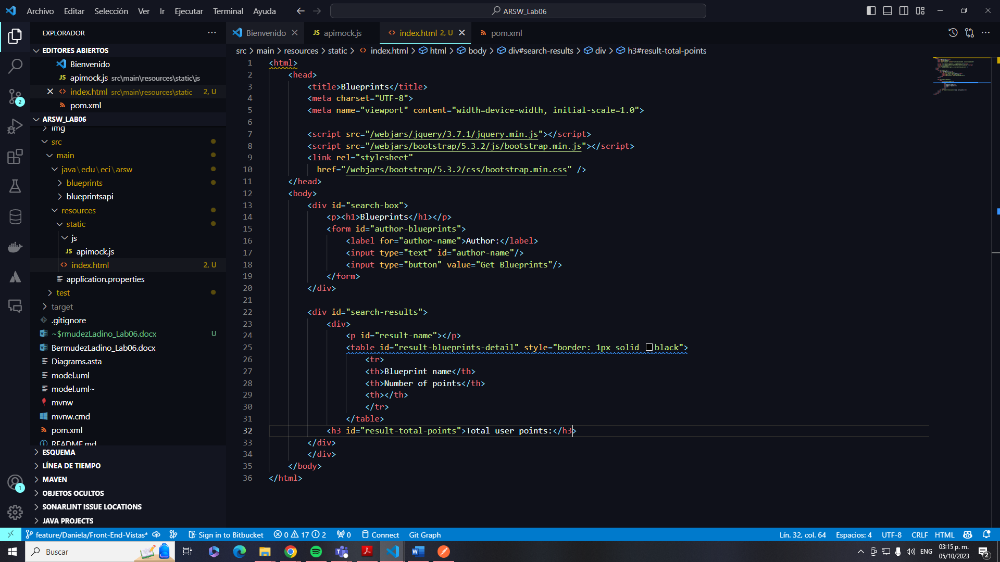 Archivo Editar Selección Ver Ir Ejecutar Terminal Ayuda
ARSW_Lab06
EXPLORADOR
Bienvenido
JS apimock.js
index.html 2, U
pom.xml
src > main > resources > static > index.html > html > body > div#search-results > div > h3#result-total-points
EDITORES ABIERTOS
Bienvenido
JS apimock.js src\main\resources\static\js
index.html src\main\resources\static 2, U
pom.xml
ARSW_LAB06
img
src
main
java\edu\eci\arsw
blueprints
blueprintsapi
resources
static
js
JS apimock.js
index.html 2, U
application.properties
test
target
.gitignore
~$rmudezLadino_Lab06.docx U
BermudezLadino_Lab06.docx
Diagrams.asta
model.uml
model.uml~
mvnw
mvnw.cmd
pom.xml
README.md
ESQUEMA
LÍNEA DE TIEMPO
MAVEN
OBJETOS OCULTOS
SONARLINT ISSUE LOCATIONS
JAVA PROJECTS
2
1
1 <html>
2 <head>
3 <title>Blueprints</title>
4 <meta charset="UTF-8">
5 <meta name="viewport" content="width=device-width, initial-scale=1.0">
6
7 <script src="/webjars/jquery/3.7.1/jquery.min.js"></script>
8 <script src="/webjars/bootstrap/5.3.2/js/bootstrap.min.js"></script>
9 <link rel="stylesheet"
10 href="/webjars/bootstrap/5.3.2/css/bootstrap.min.css" />
11 </head>
12 <body>
13 <div id="search-box">
14 <p><h1>Blueprints</h1></p>
15 <form id="author-blueprints">
16 <label for="author-name">Author:</label>
17 <input type="text" id="author-name"/>
18 <input type="button" value="Get Blueprints"/>
19 </form>
20 </div>
21
22 <div id="search-results">
23 <div>
24 <p id="result-name"></p>
25 <table id="result-blueprints-detail" style="border: 1px solid black">
26 <tr>
27 <th>Blueprint name</th>
28 <th>Number of points</th>
29 <th></th>
30 </tr>
31 </table>
32 <h3 id="result-total-points">Total user points:</h3>
33 </div>
34 </div>
35 </body>
36 </html>
feature/Daniela/Front-End-Vistas* Sign in to Bitbucket 0 17 2 0 Connect Git Graph
Lín. 32, col. 64 Espacios: 4 UTF-8 CRLF HTML
Buscar
ENG
03:15 p. m.
05/10/2023
2